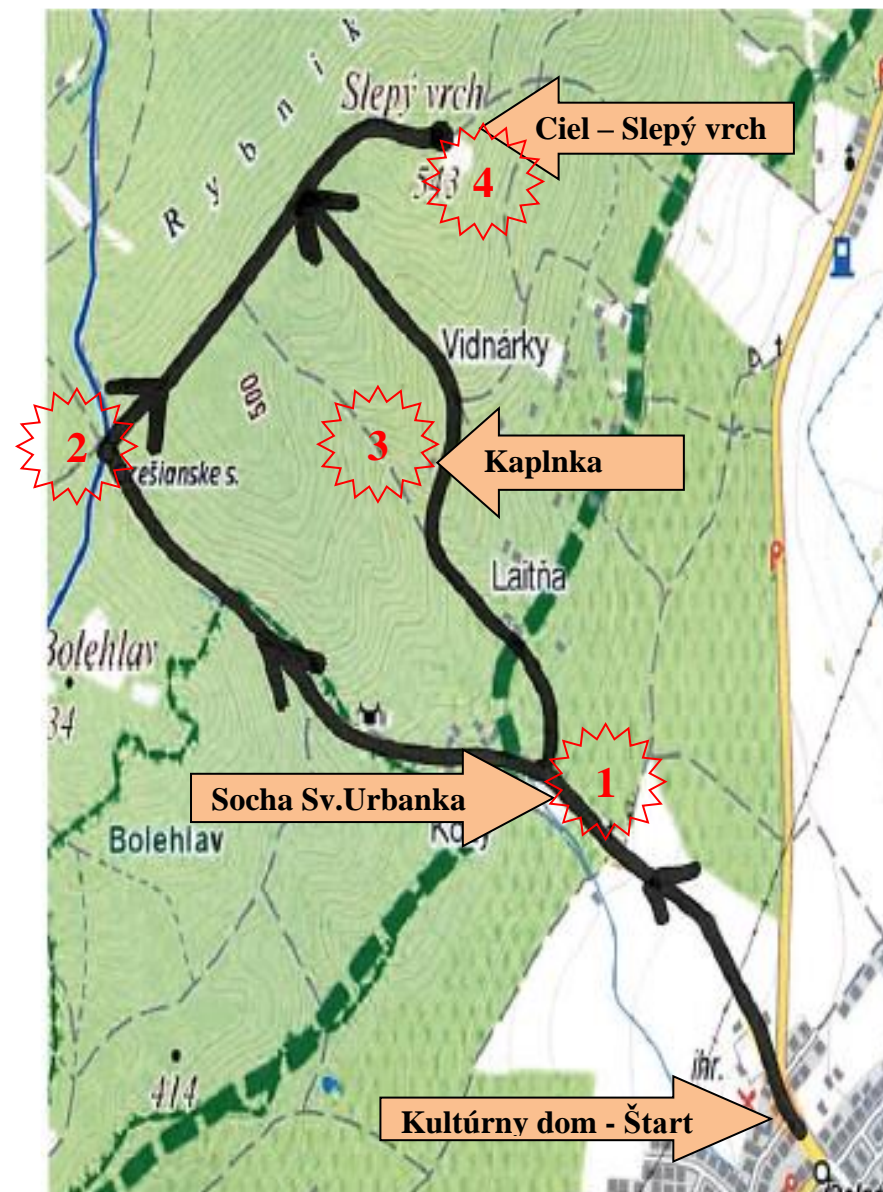 Rybník
Slepý vrch
Ciel – Slepý vrch
543
4
Vidnárky
500
2
3
ešianske s.
Kaplnka
Laitňa
Bolehlav
34
1
Socha Sv.Urbanka
Bolehlav
ihr.
414
Kultúrny dom - Štart